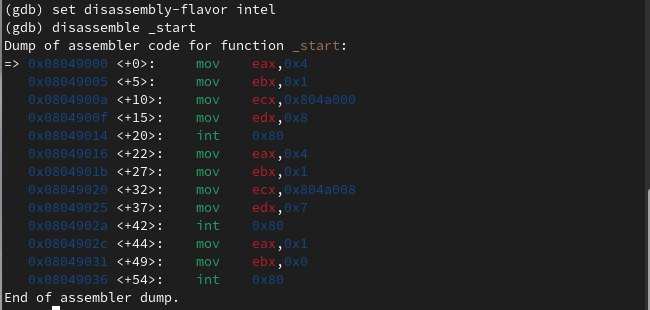 (gdb) set disassembly-flavor intel
(gdb) disassemble _start
Dump of assembler code for function _start:
=> 0x08049000 <+0>:     mov    eax,0x4
   0x08049005 <+5>:     mov    ebx,0x1
   0x0804900a <+10>:    mov    ecx,0x804a000
   0x0804900f <+15>:    mov    edx,0x8
   0x08049014 <+20>:    int    0x80
   0x08049016 <+22>:    mov    eax,0x4
   0x0804901b <+27>:    mov    ebx,0x1
   0x08049020 <+32>:    mov    ecx,0x804a008
   0x08049025 <+37>:    mov    edx,0x7
   0x0804902a <+42>:    int    0x80
   0x0804902c <+44>:    mov    eax,0x1
   0x08049031 <+49>:    mov    ebx,0x0
   0x08049036 <+54>:    int    0x80
End of assembler dump.